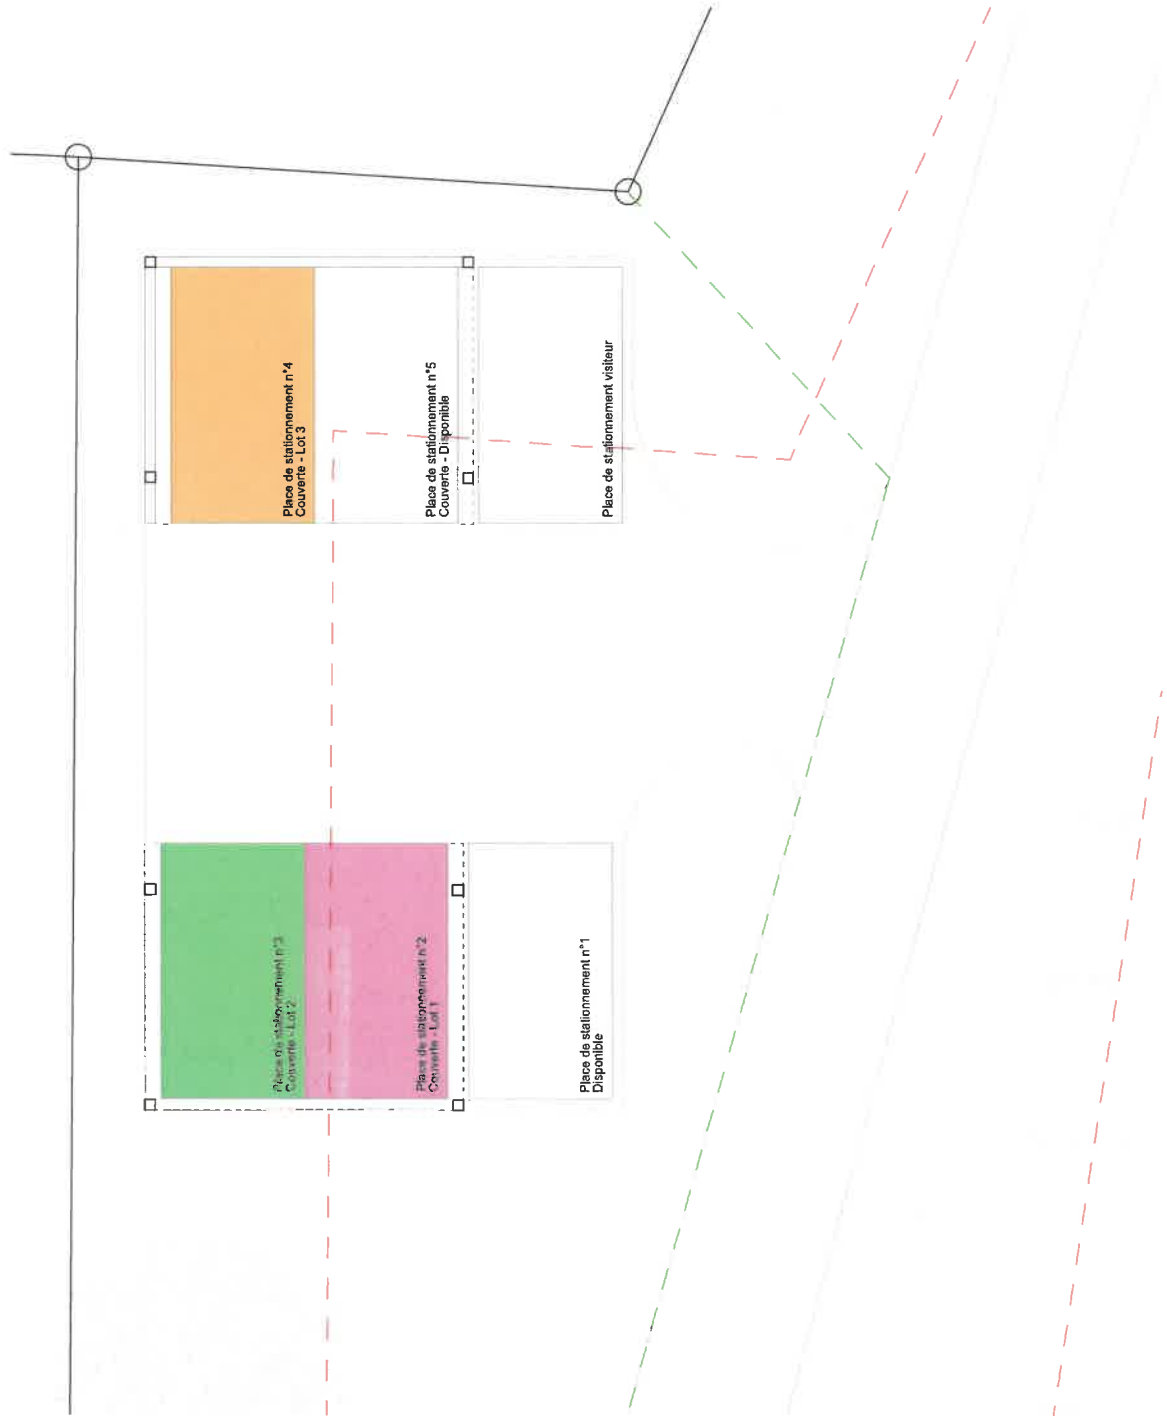 Place de stationnement n°4
Couverte - Lot 3
Place de stationnement n°5
Couverte - Disponible
Place de stationnement visiteur
Place de stationnement n°3
Couverte - Lot 2
Place de stationnement n°2
Couverte - Lot 1
Place de stationnement n°1
Disponible